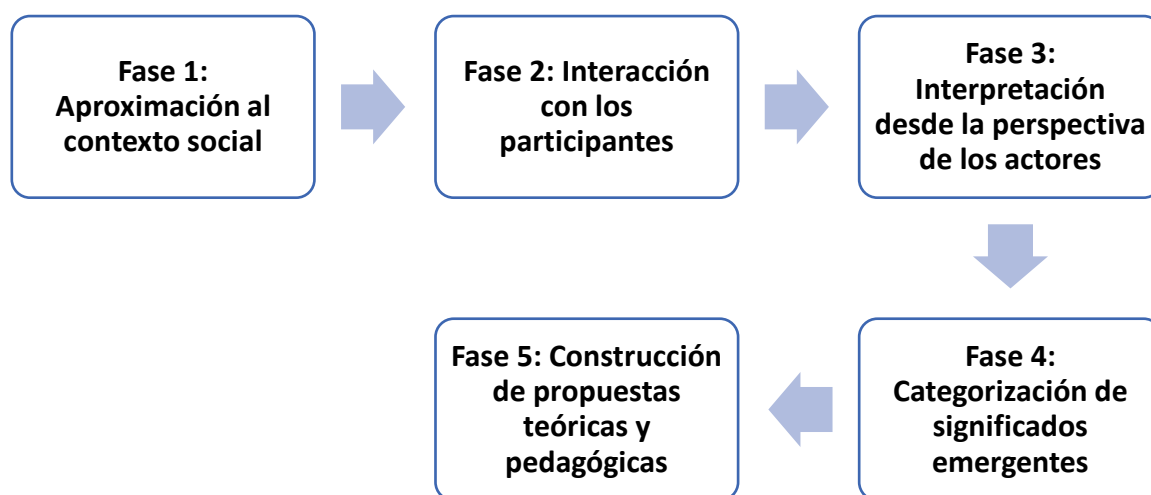 Fase 1:
Aproximación al
contexto social
Fase 2: Interacción
con los
participantes
Fase 3:
Interpretación
desde la perspectiva
de los actores
Fase 4:
Categorización de
significados
emergentes
Fase 5: Construcción
de propuestas
teóricas y
pedagógicas